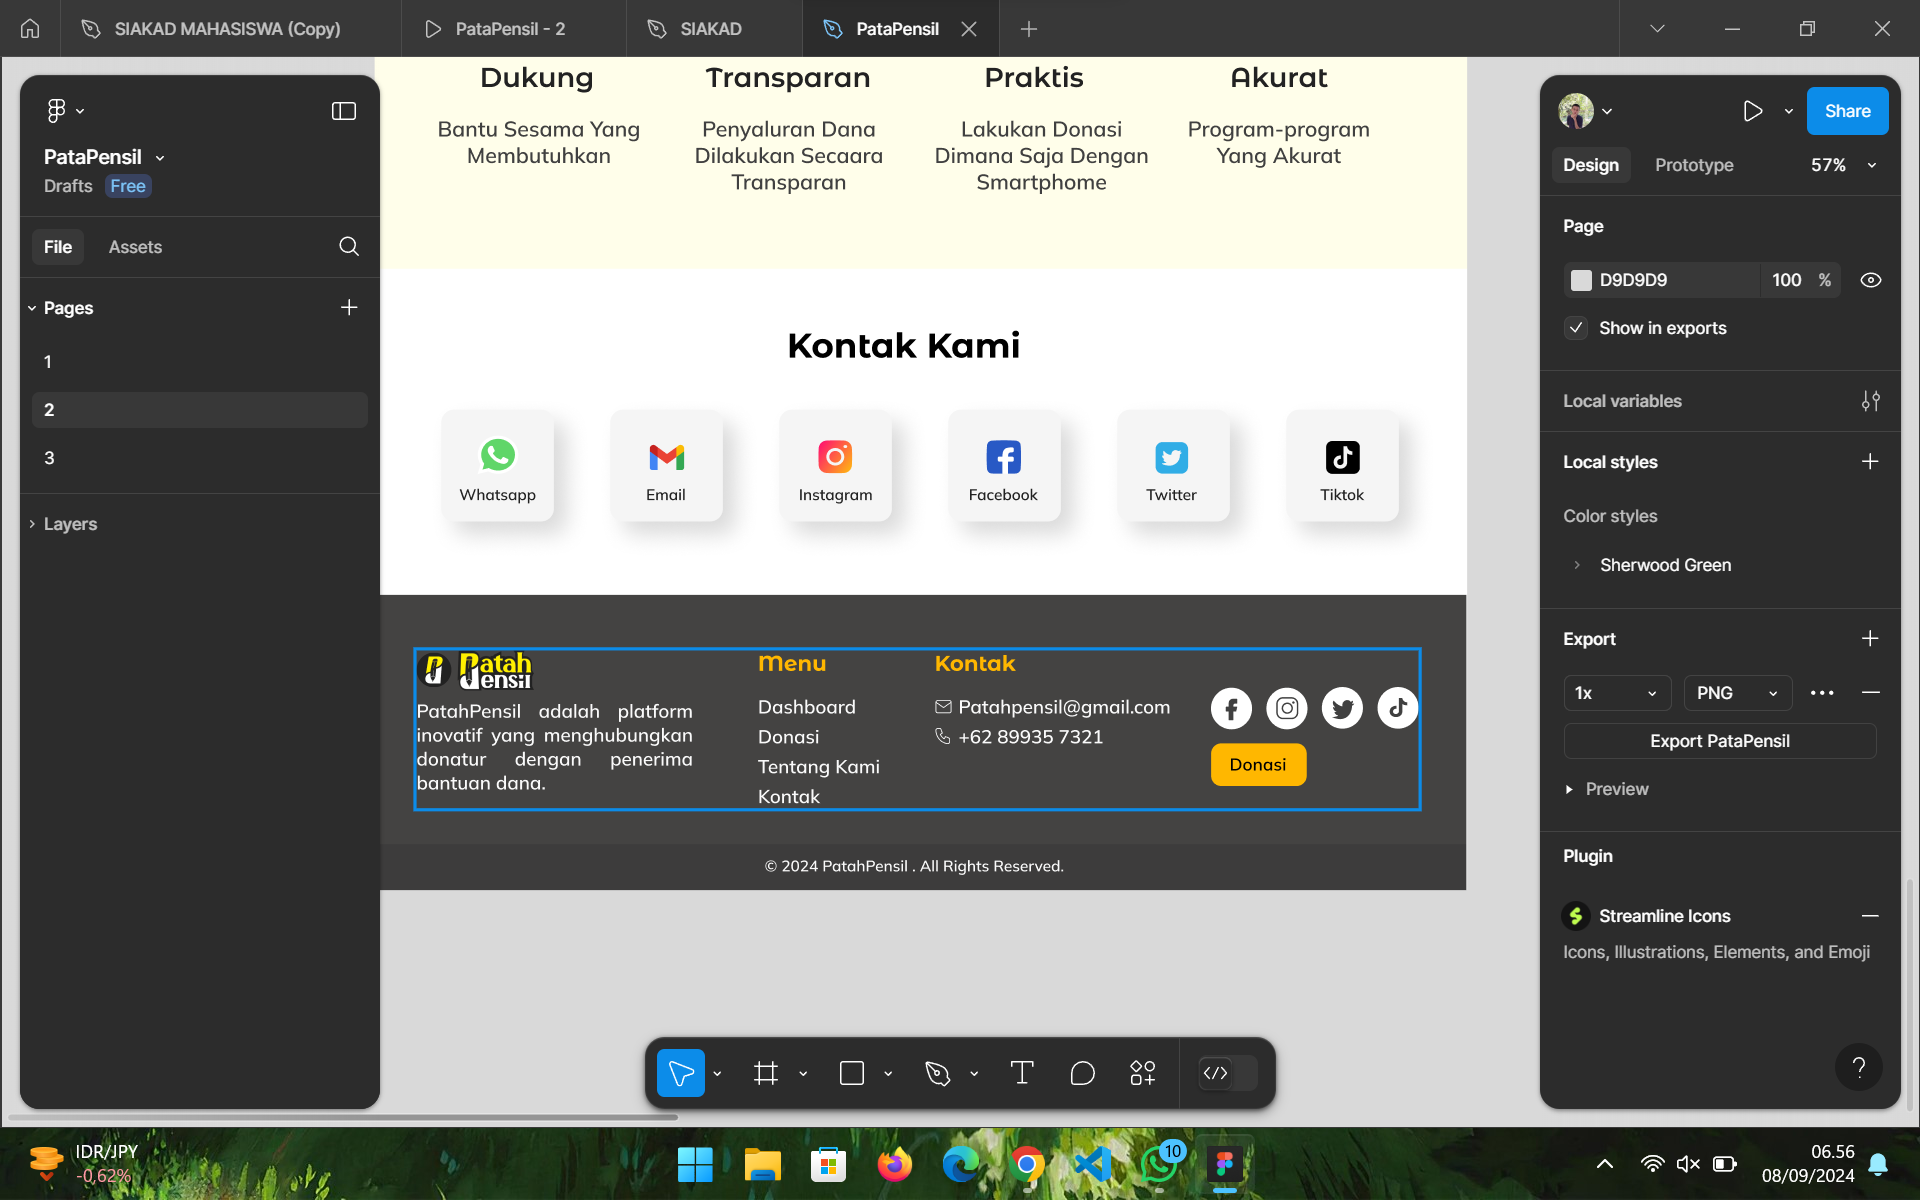 SIAKAD MAHASISWA (Copy)
PataPensil - 2
SIAKAD
PataPensil
PataPensil
Drafts Free
File Assets
Pages
1
2
3
Layers
Dukung
Bantu Sesama Yang
Membutuhkan
Transparan
Penyaluran Dana
Dilakukan Secaara
Transparan
Praktis
Lakukan Donasi
Dimana Saja Dengan
Smartphome
Akurat
Program-program
Yang Akurat
Kontak Kami
Whatsapp
Email
Instagram
Facebook
Twitter
Tiktok
Patah
Pensil
PatahPensil adalah platform
inovatif yang menghubungkan
donatur dengan penerima
bantuan dana.
Menu
Dashboard
Donasi
Tentang Kami
Kontak
Kontak
Patahpensil@gmail.com
+62 89935 7321
Donasi
© 2024 PatahPensil . All Rights Reserved.
Share
Design Prototype 57%
Page
D9D9D9 100 %
Show in exports
Local variables
Local styles
Color styles
Sherwood Green
Export
1x PNG
Export PataPensil
Preview
Plugin
Streamline Icons
Icons, Illustrations, Elements, and Emoji
?
IDR/JPY
-0,62%
10
06.56
08/09/2024